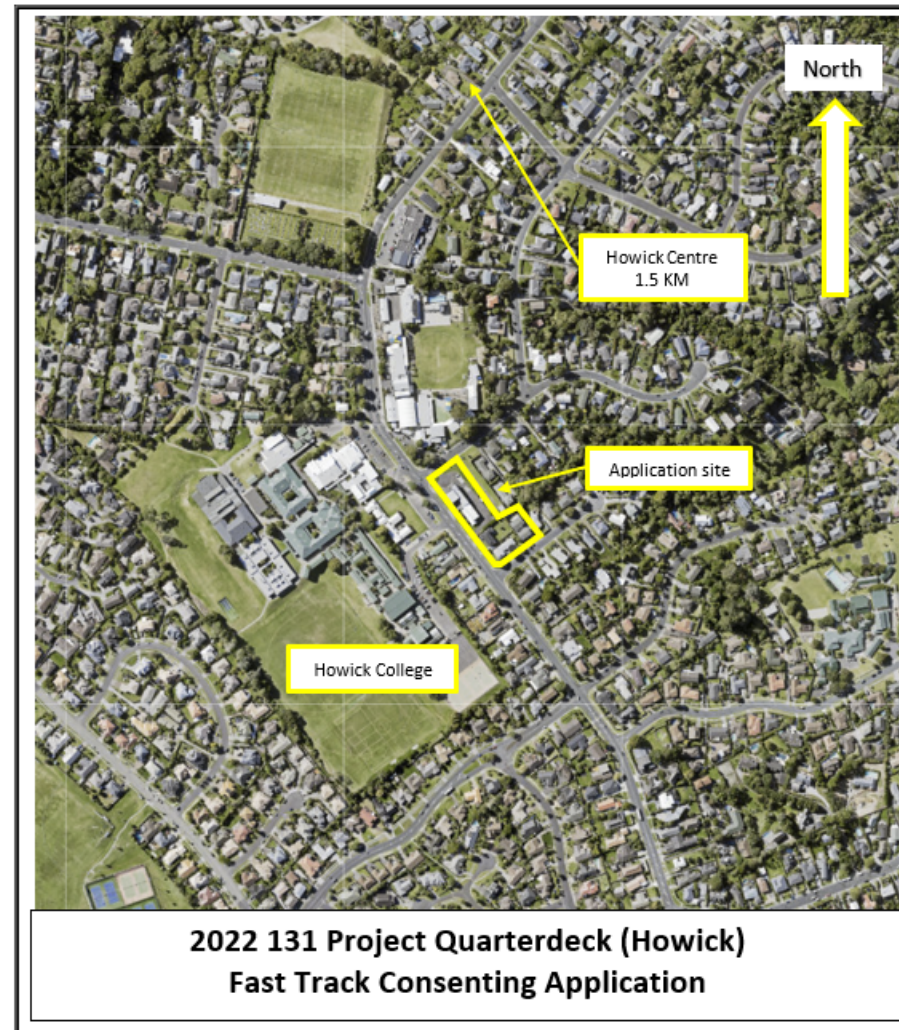 North
Howick Centre
1.5 KM
Application site
Howick College
2022 131 Project Quarterdeck (Howick)
Fast Track Consenting Application